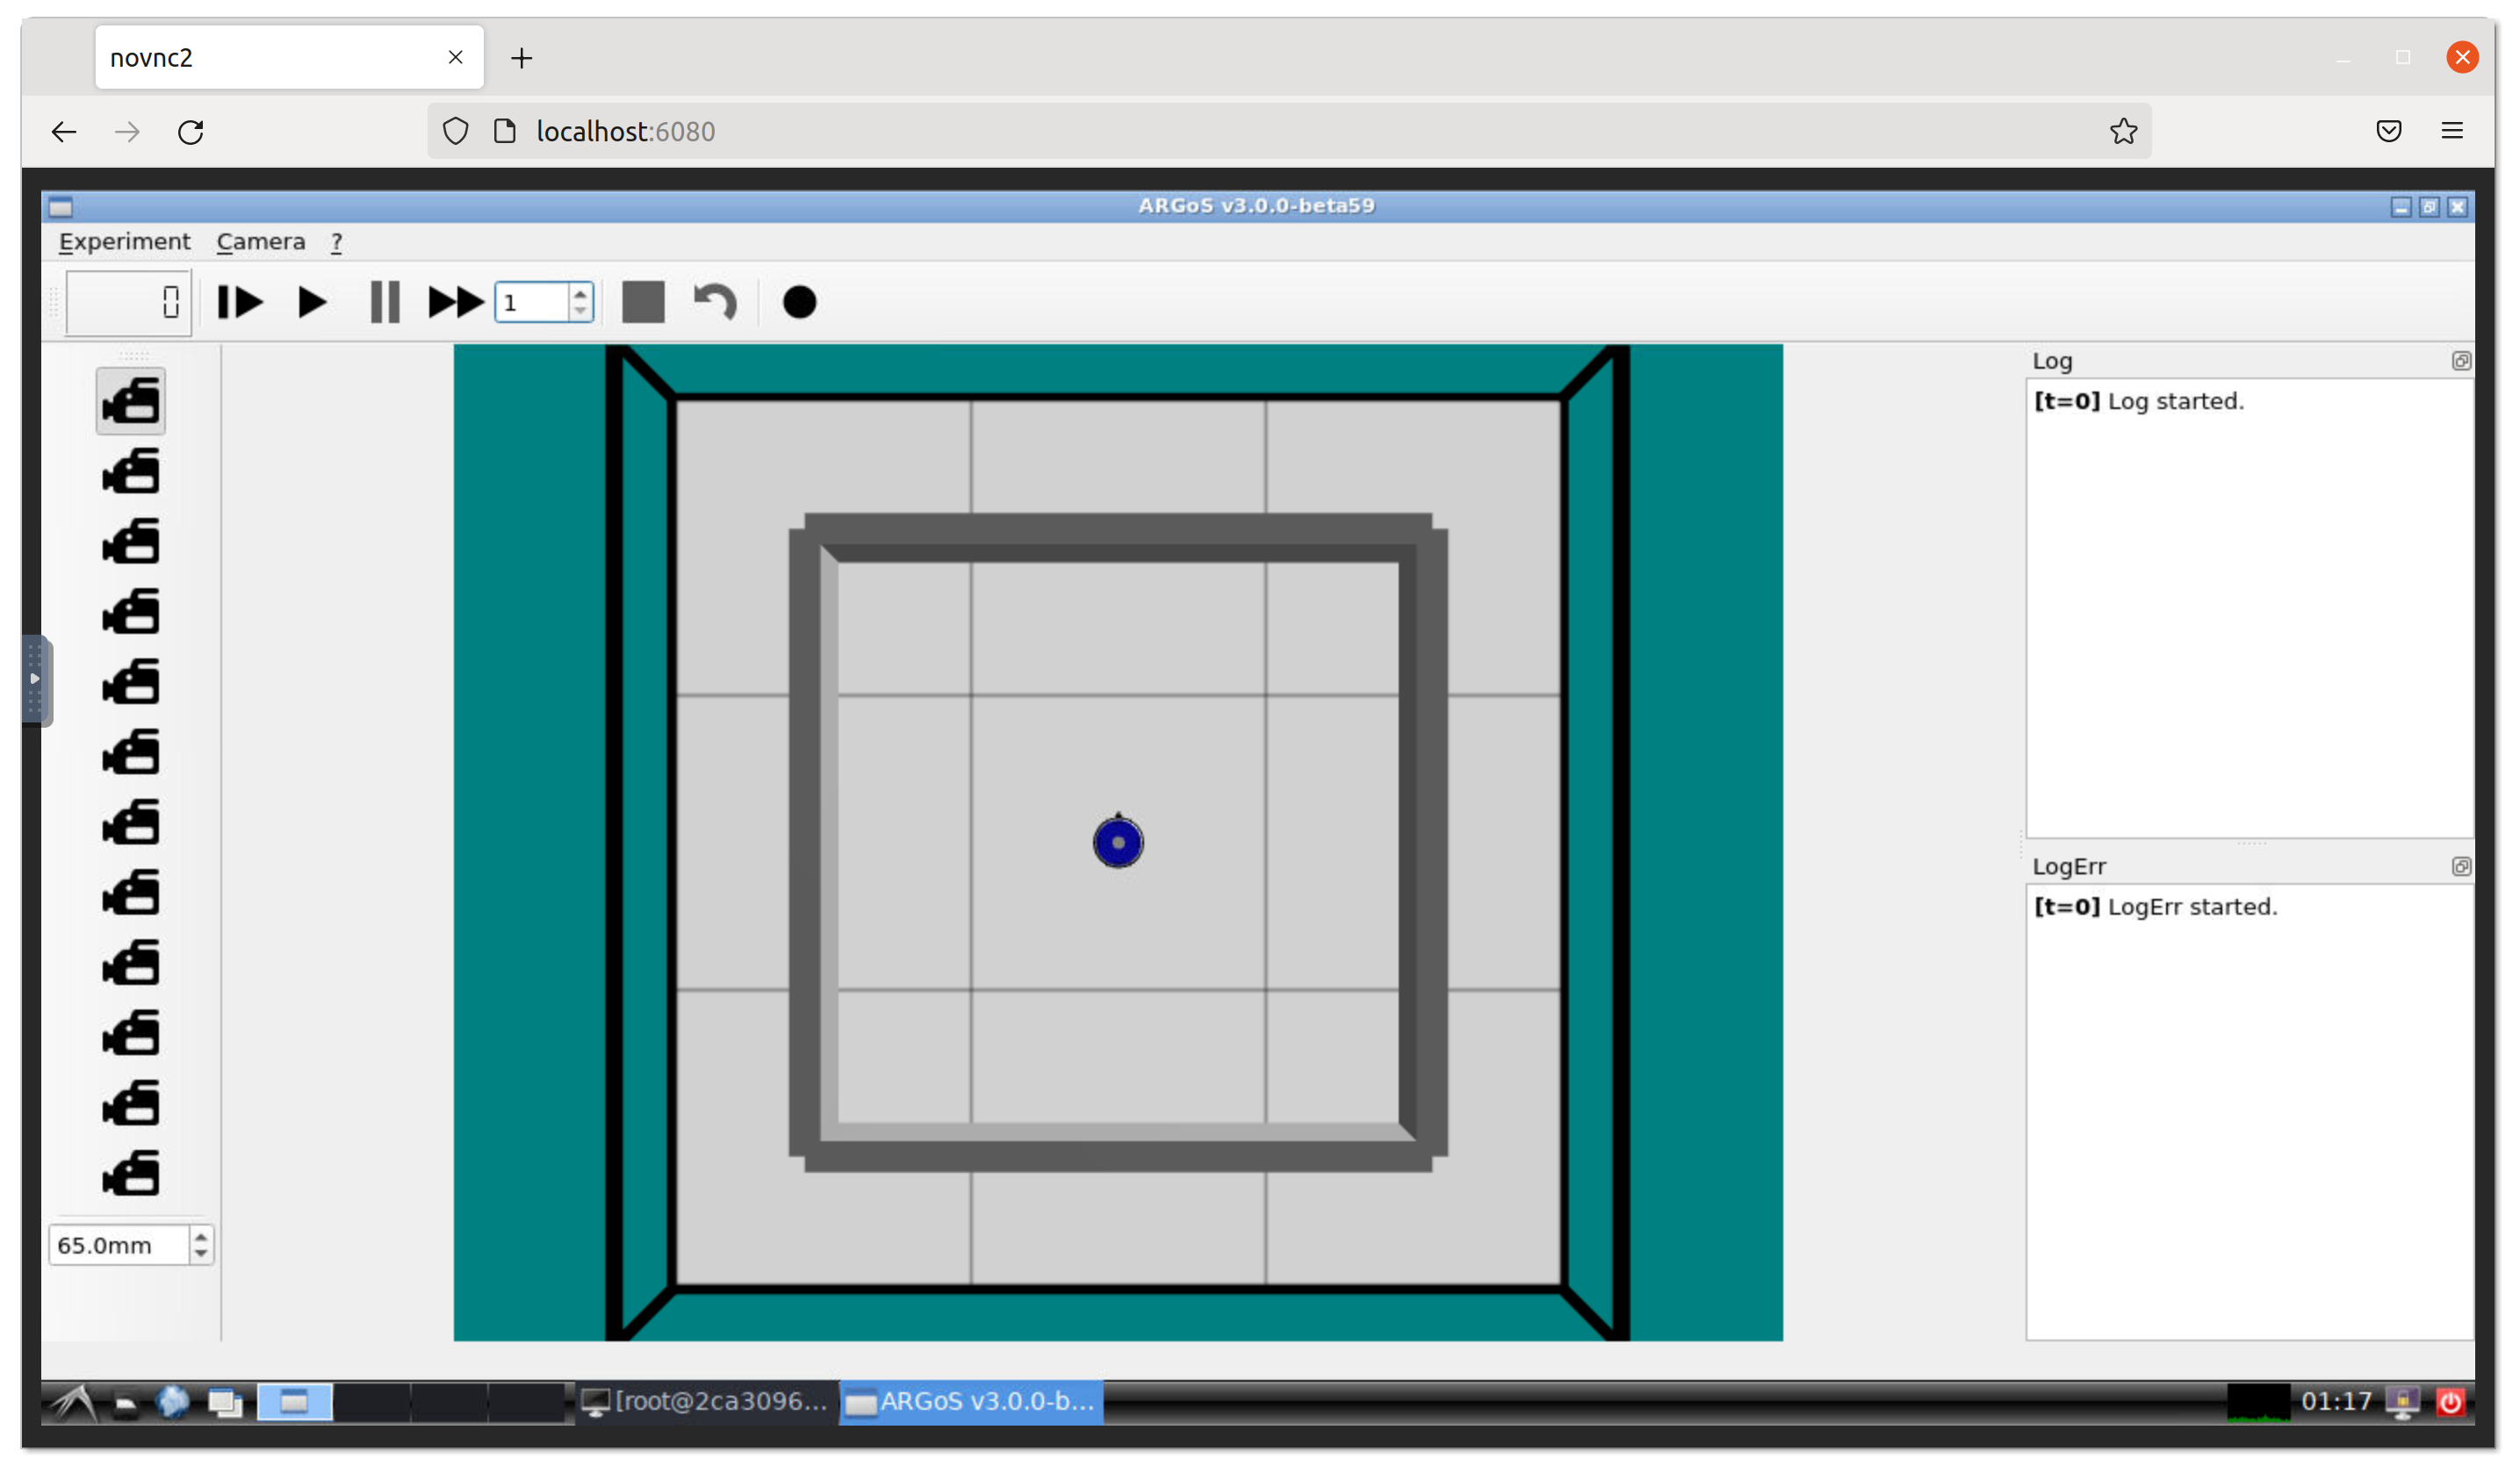 novnc2
localhost:6080
ARGoS v3.0.0-beta59
Experiment Camera ?
0
1
Log
[t=0] Log started.
LogErr
[t=0] LogErr started.
65.0mm
[root@2ca3096...
ARGoS v3.0.0-b...
01:17